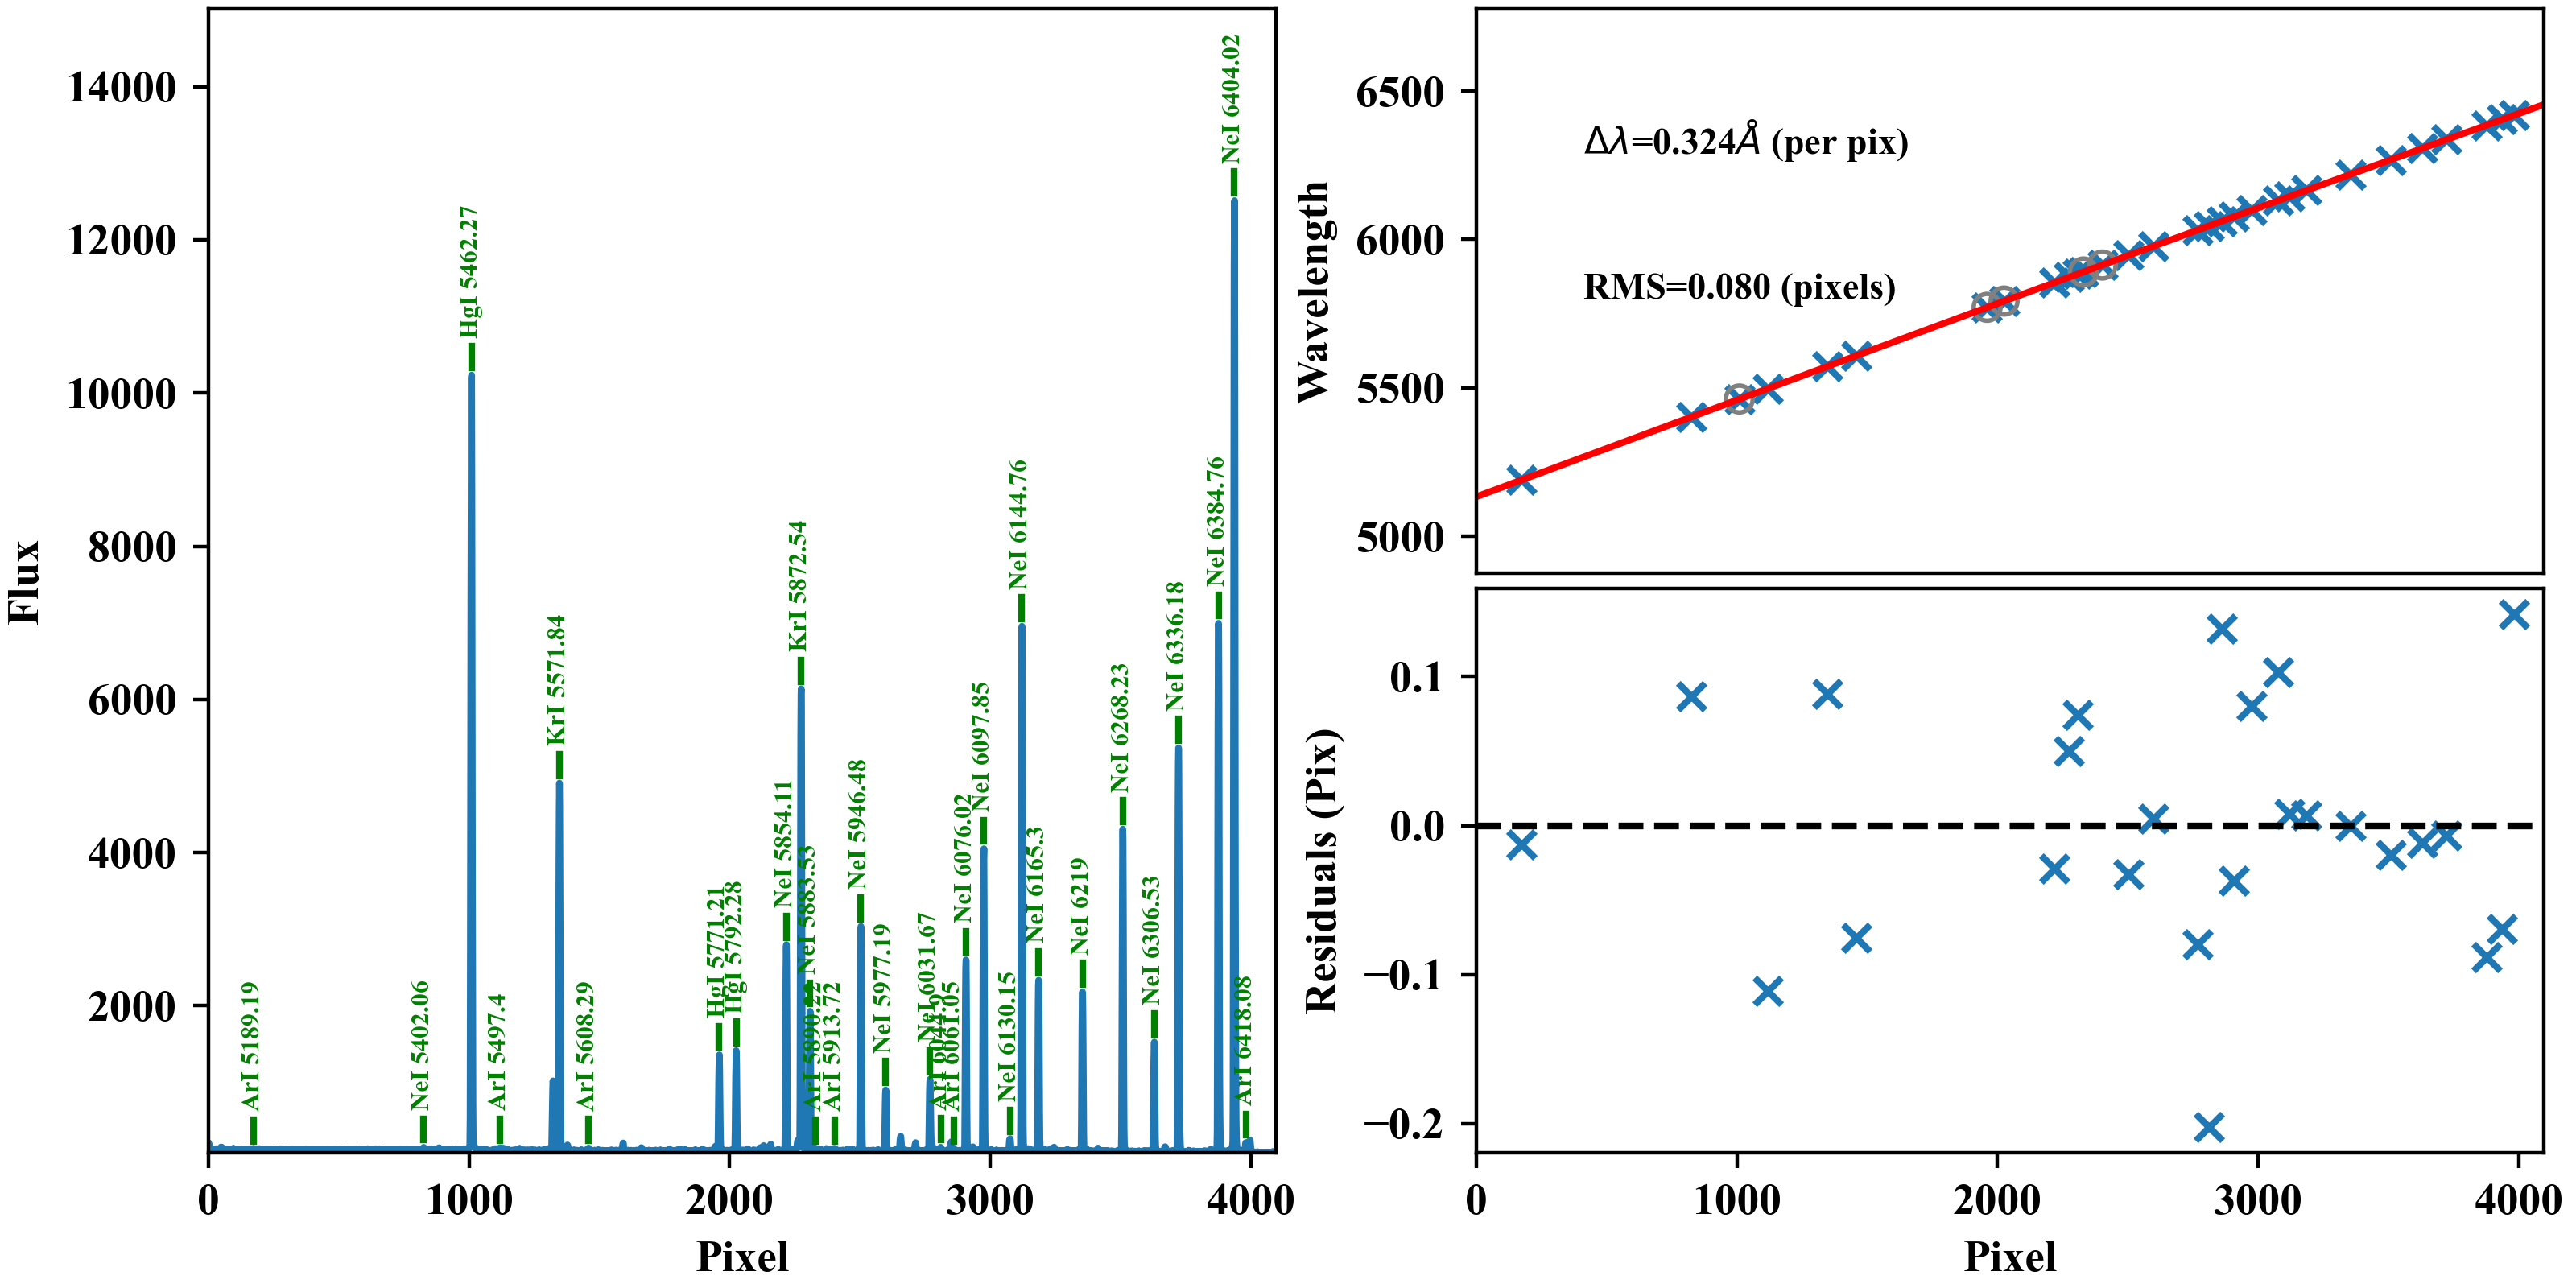 Flux
14000
12000
10000
8000
6000
4000
2000
0
1000
2000
3000
4000
Pixel
ArI 5189.19
NeI 5402.06
HgI 5462.27
ArI 5497.4
KrI 5571.84
ArI 5608.29
HgI 5771.21
HgI 5792.28
NeI 5854.11
KrI 5872.54
NeI 5883.53
ArI 5890.22
ArI 5913.72
NeI 5946.48
NeI 5977.19
NeI 6031.67
ArI 6044.9
ArI 6061.05
NeI 6076.02
NeI 6097.85
NeI 6130.15
NeI 6144.76
NeI 6165.3
NeI 6219
NeI 6268.23
NeI 6306.53
NeI 6336.18
NeI 6384.76
NeI 6404.02
ArI 6418.08
Wavelength
6500
6000
5500
5000
Δλ=0.324Å (per pix)
RMS=0.080 (pixels)
Residuals (Pix)
0.1
0.0
−0.1
−0.2
0
1000
2000
3000
4000
Pixel